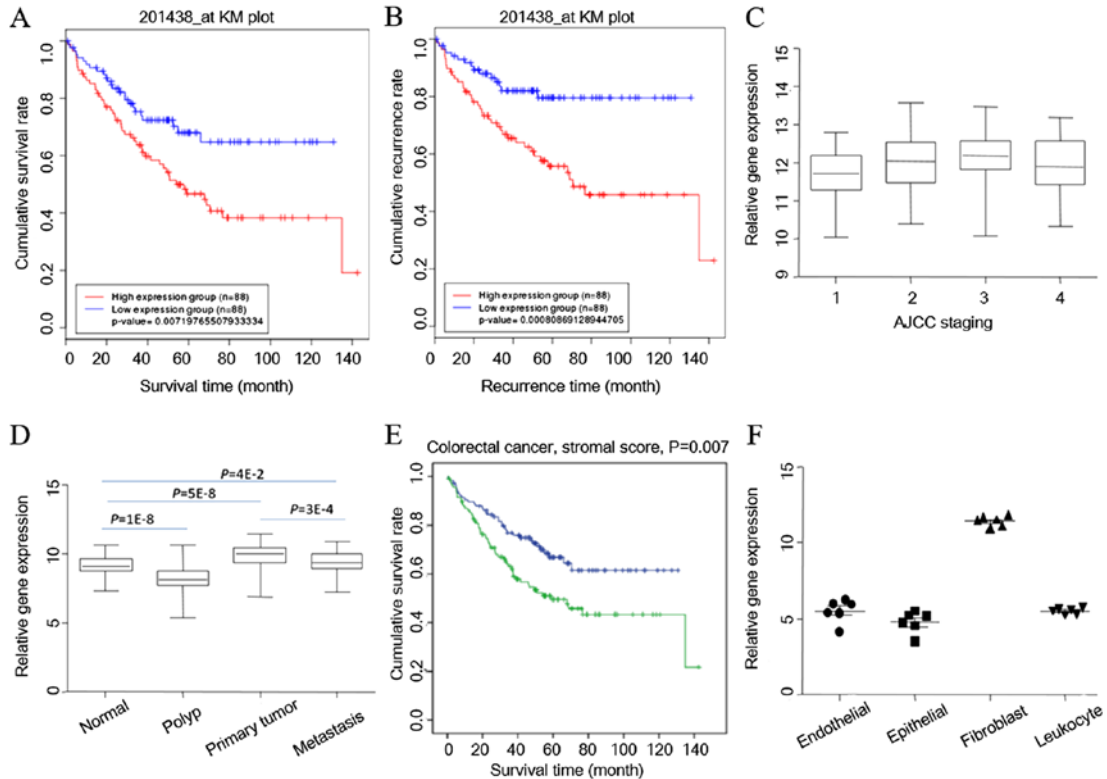 A
201438_at KM plot
Cumulative survival rate
1.0
0.8
0.6
0.4
0.2
0.0
High expression group (n=88)
Low expression group (n=88)
p-value= 0.00719765507933334
0 20 40 60 80 100 120 140
Survival time (month)
B
201438_at KM plot
Cumulative recurrence rate
1.0
0.8
0.6
0.4
0.2
0.0
High expression group (n=88)
Low expression group (n=88)
p-value= 0.00080869128944705
0 20 40 60 80 100 120 140
Recurrence time (month)
C
Relative gene expression
15
14
13
12
11
10
9
1 2 3 4
AJCC staging
D
Relative gene expression
15
10
5
0
P=4E-2
P=5E-8
P=1E-8
P=3E-4
Normal
Polyp
Primary tumor
Metastasis
E
Colorectal cancer, stromal score, P=0.007
Cumulative survival rate
1.0
0.8
0.6
0.4
0.2
0.0
0 20 40 60 80 100 120 140
Survival time (month)
F
Relative gene expression
15
10
5
0
Endothelial
Epithelial
Fibroblast
Leukocyte